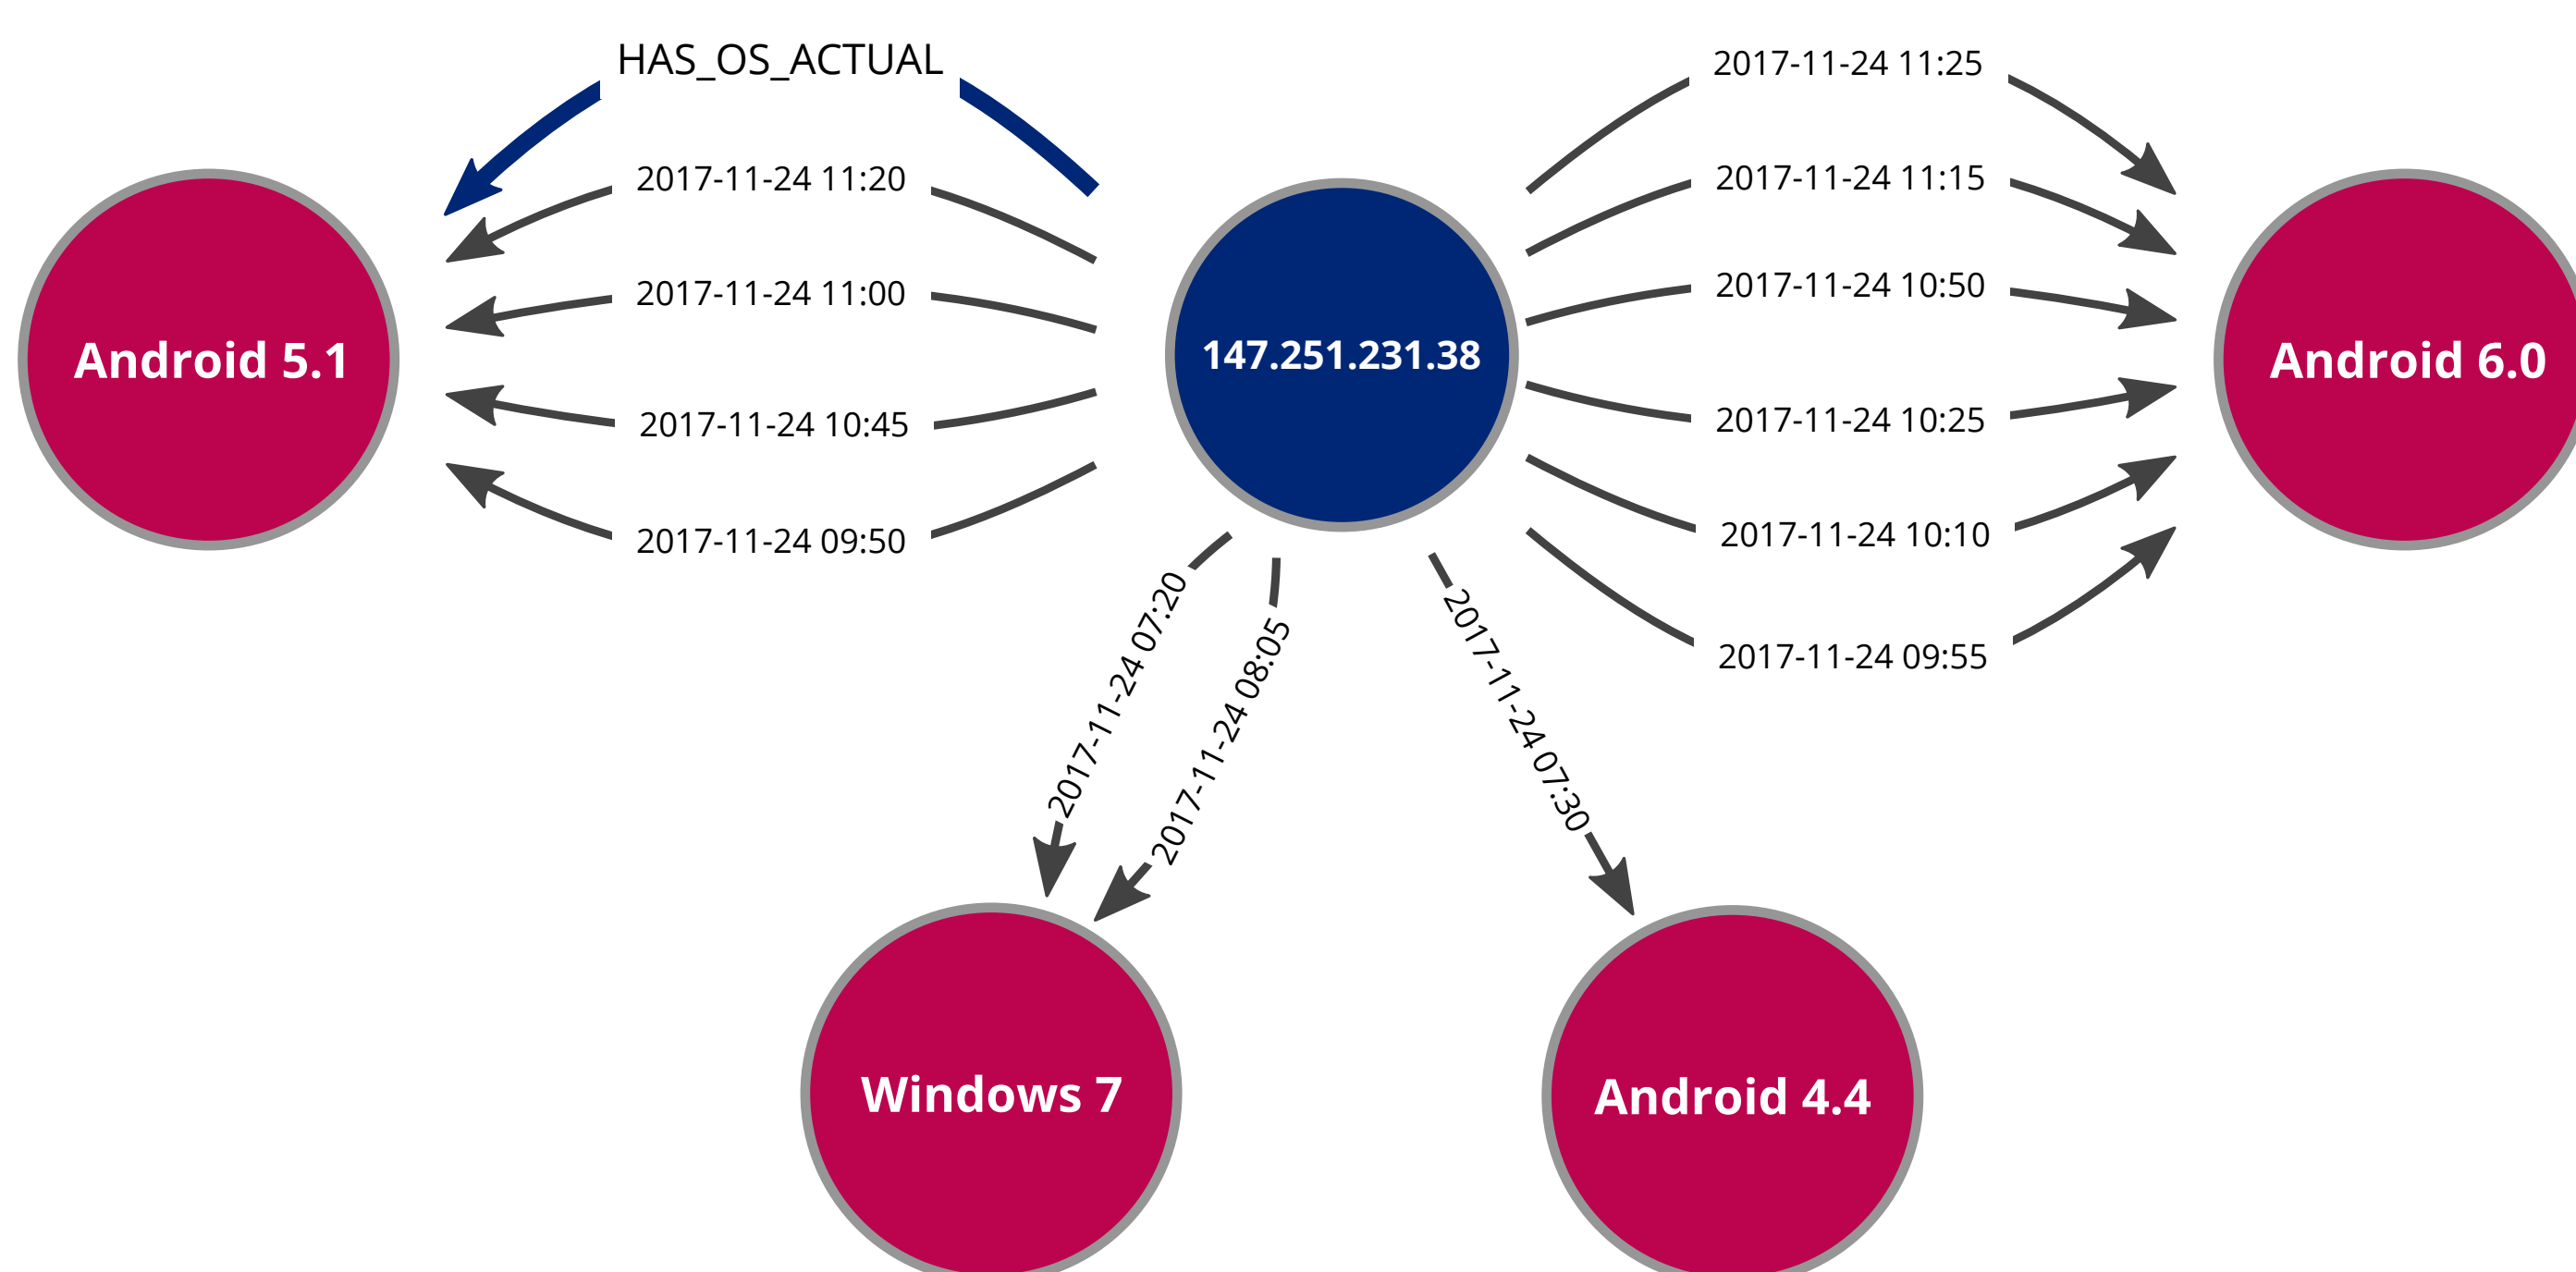 HAS_OS_ACTUAL
2017-11-24 11:20
2017-11-24 11:00
2017-11-24 10:45
2017-11-24 09:50
Android 5.1
147.251.231.38
2017-11-24 11:25
2017-11-24 11:15
2017-11-24 10:50
2017-11-24 10:25
2017-11-24 10:10
2017-11-24 09:55
Android 6.0
2017-11-24 07:20
2017-11-24 08:05
2017-11-24 07:30
Windows 7
Android 4.4